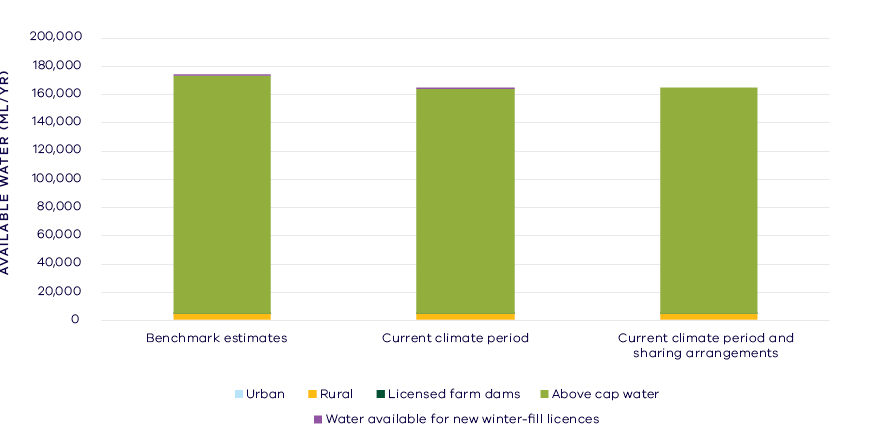 AVAILABLE WATER (ML/YR)
200,000
180,000
160,000
140,000
120,000
100,000
80,000
60,000
40,000
20,000
0
Benchmark estimates
Current climate period
Current climate period and
sharing arrangements
Urban
Rural
Licensed farm dams
Above cap water
Water available for new winter-fill licences